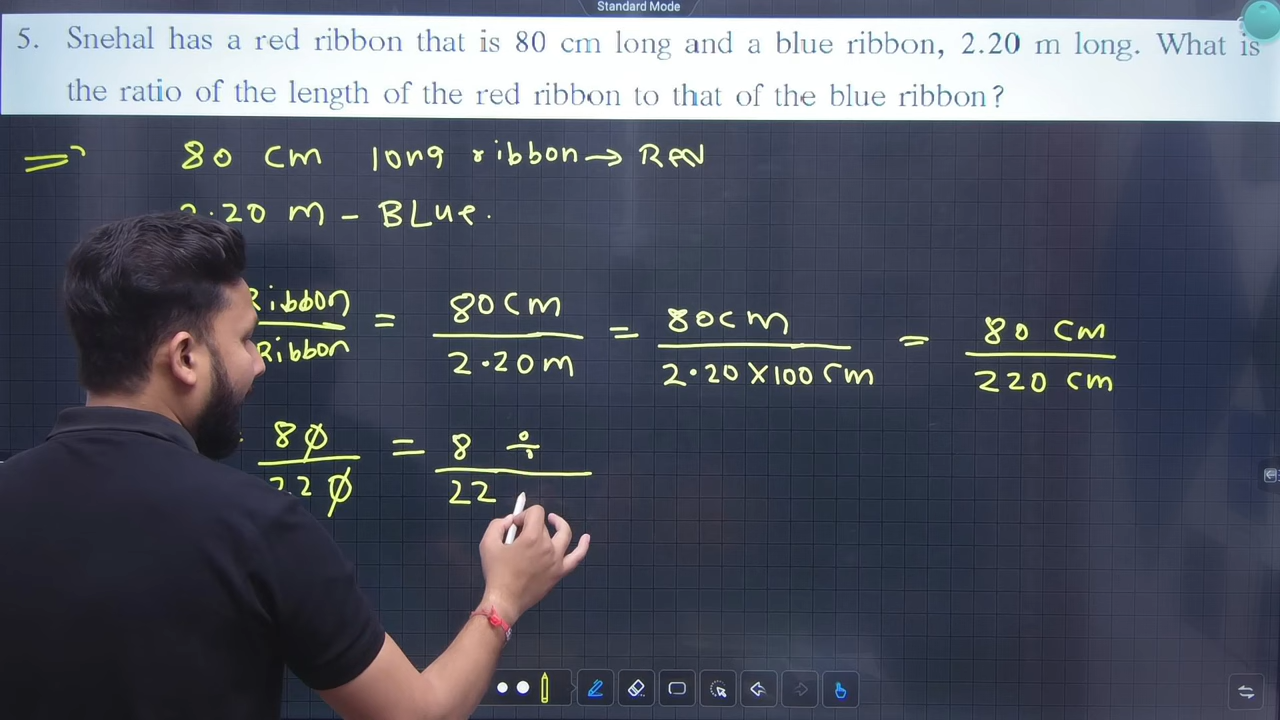 Standard Mode
5. Snehal has a red ribbon that is 80 cm long and a blue ribbon, 2.20 m long. What is
the ratio of the length of the red ribbon to that of the blue ribbon?
⇒ 80 cm long ribbon → Red
2.20 m - BLue.
Ribbon / Ribbon = 80 cm / 2.20 m = 80 cm / 2.20 × 100 cm = 80 cm / 220 cm
80 / 220 = 8 ÷ / 22